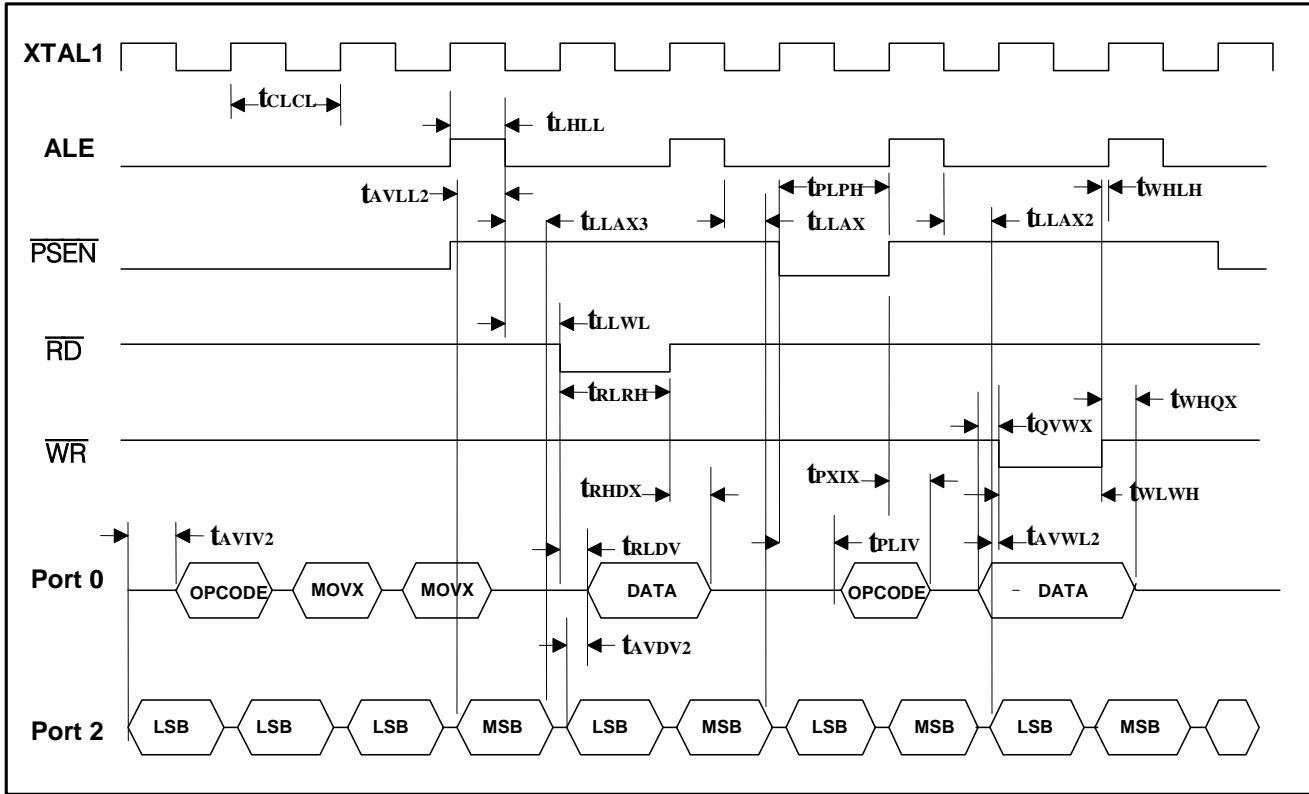 XTAL1
tCLCL
tLHLL
ALE
tAVLL2
tPLPH
tWHLH
tLLAX3
tLLAX
tLLAX2
PSEN
tLLWL
RD
tRLRH
tWHQX
tQVWX
WR
tRHDX
tPXIX
tWLWH
tAVIV2
tRLDV
tPLIV
tAVWL2
Port 0
OPCODE MOVX MOVX DATA OPCODE - DATA
tAVDV2
Port 2
LSB LSB LSB MSB LSB MSB LSB MSB LSB MSB